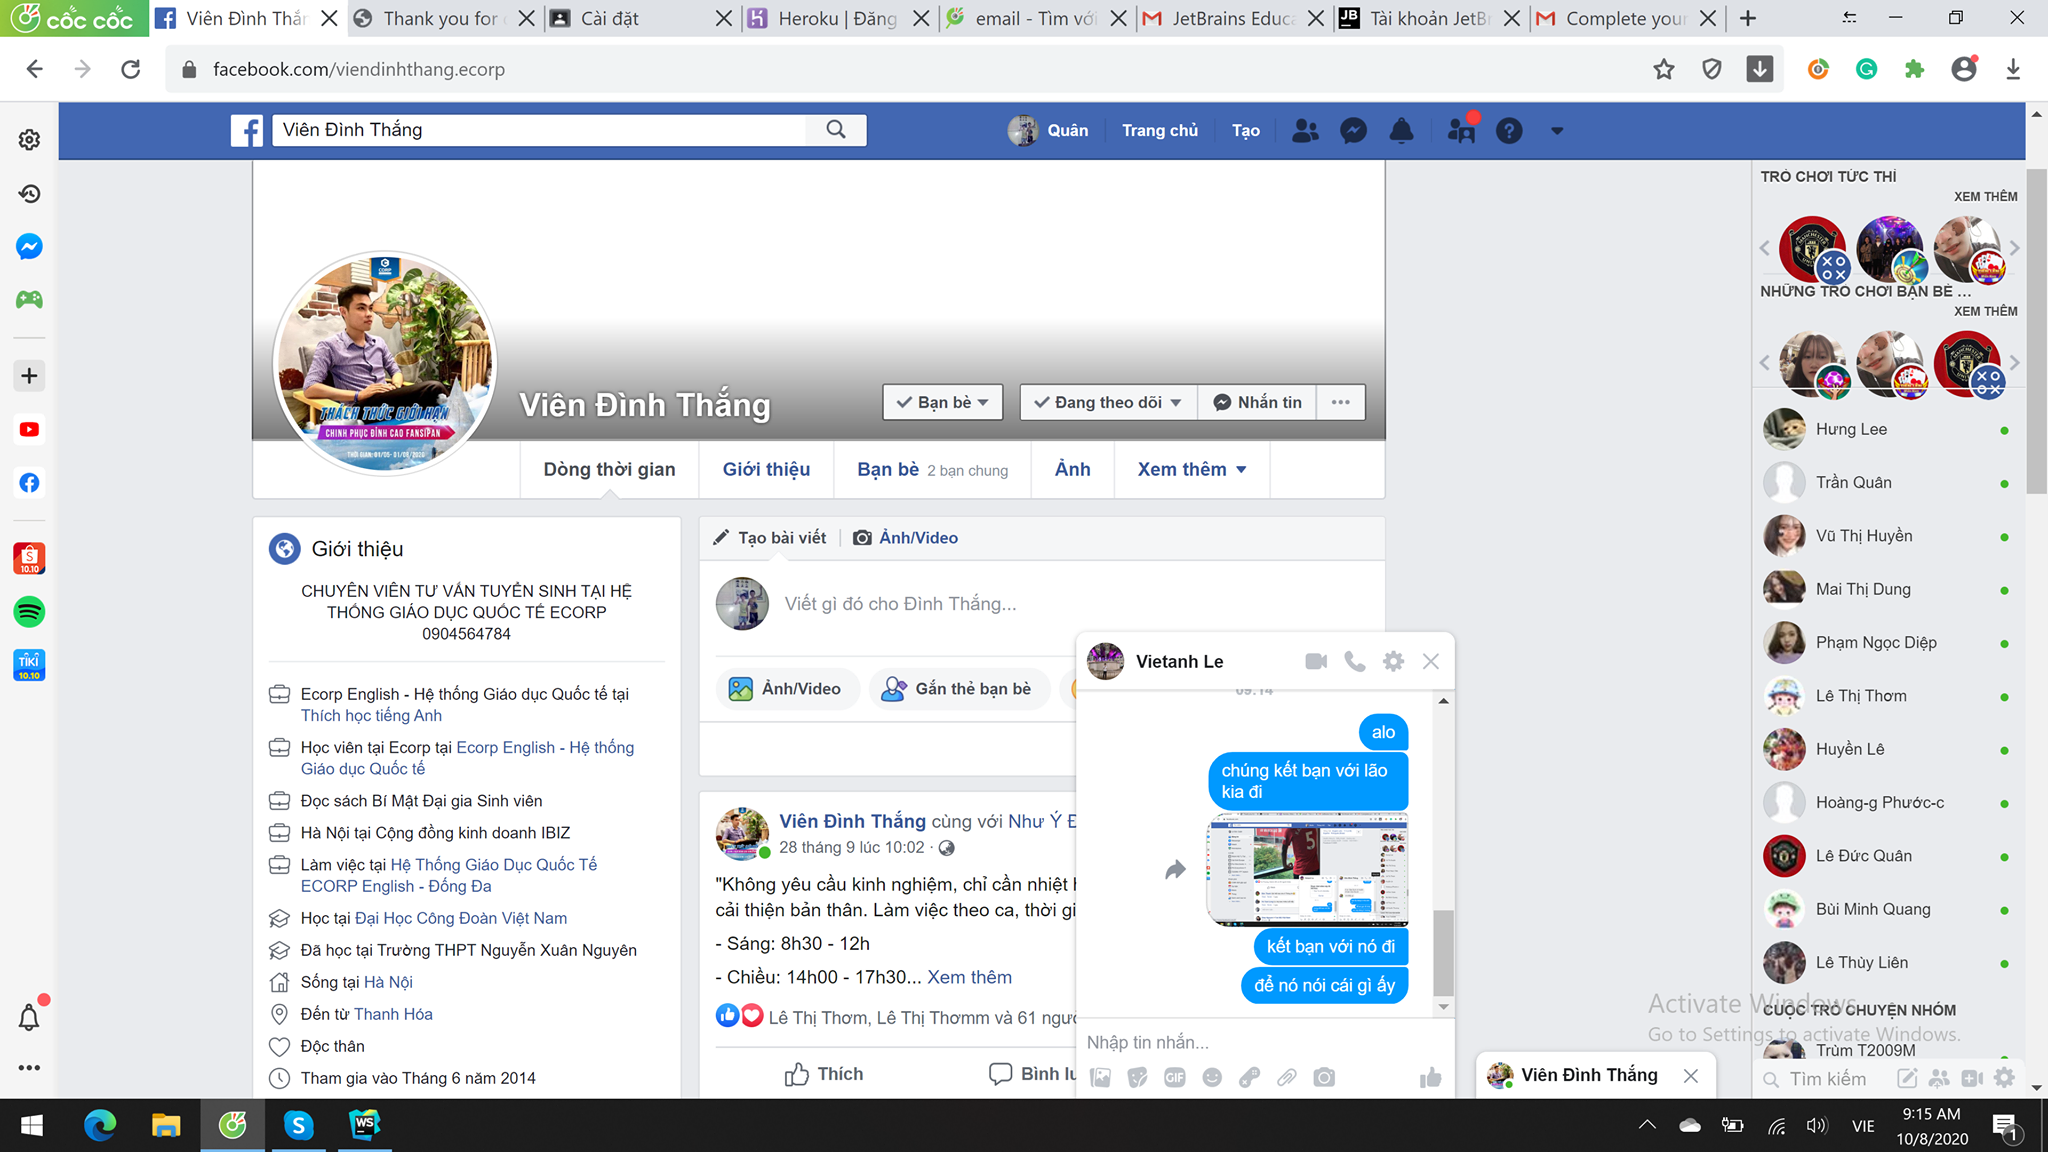 cốc cốc
Viên Đình Thắn
Thank you for
Cài đặt
Heroku | Đăng
email - Tìm với
JetBrains Educa
Tài khoản JetBr
Complete your
facebook.com/viendinhthang.ecorp
Viên Đình Thắng
Quân
Trang chủ
Tạo
CORP
THÁCH THỨC GIỚI HẠN
CHINH PHỤC ĐỈNH CAO FANSIPAN
Viên Đình Thắng
Bạn bè
Đang theo dõi
Nhắn tin
Dòng thời gian
Giới thiệu
Bạn bè 2 bạn chung
Ảnh
Xem thêm
Giới thiệu
CHUYÊN VIÊN TƯ VẤN TUYỂN SINH TẠI HỆ
THỐNG GIÁO DỤC QUỐC TẾ ECORP
0904564784
Ecorp English - Hệ thống Giáo dục Quốc tế tại
Thích học tiếng Anh
Học viên tại Ecorp tại Ecorp English - Hệ thống
Giáo dục Quốc tế
Đọc sách Bí Mật Đại gia Sinh viên
Hà Nội tại Cộng đồng kinh doanh IBIZ
Làm việc tại Hệ Thống Giáo Dục Quốc Tế
ECORP English - Đống Đa
Học tại Đại Học Công Đoàn Việt Nam
Đã học tại Trường THPT Nguyễn Xuân Nguyên
Sống tại Hà Nội
Đến từ Thanh Hóa
Độc thân
Tham gia vào Tháng 6 năm 2014
Tạo bài viết
Ảnh/Video
Viết gì đó cho Đình Thắng...
Ảnh/Video
Gắn thẻ bạn bè
Viên Đình Thắng cùng với Như Ý Đ
28 tháng 9 lúc 10:02 ·
"Không yêu cầu kinh nghiệm, chỉ cần nhiệt h
cải thiện bản thân. Làm việc theo ca, thời gi
- Sáng: 8h30 - 12h
- Chiều: 14h00 - 17h30... Xem thêm
Lê Thị Thơm, Lê Thị Thơmm và 61 ngườ
Thích
Bình lu
Vietanh Le
09:14
alo
chúng kết bạn với lão
kia đi
kết bạn với nó đi
để nó nói cái gì ấy
Nhập tin nhắn...
GIF
Viên Đình Thắng
TRÒ CHƠI TỨC THÌ
XEM THÊM
NHỮNG TRÒ CHƠI BẠN BÈ ...
XEM THÊM
Hưng Lee
Trần Quân
Vũ Thị Huyền
Mai Thị Dung
Phạm Ngọc Diệp
Lê Thị Thơm
Huyền Lê
Hoàng-g Phước-c
Lê Đức Quân
Bùi Minh Quang
Lê Thùy Liên
CUỘC TRÒ CHUYỆN NHÓM
Trùm T2009M
Tìm kiếm
Activate Windows
Go to Settings to activate Windows.
10.10
TIKI
10.10
WS
VIE
9:15 AM
10/8/2020
1